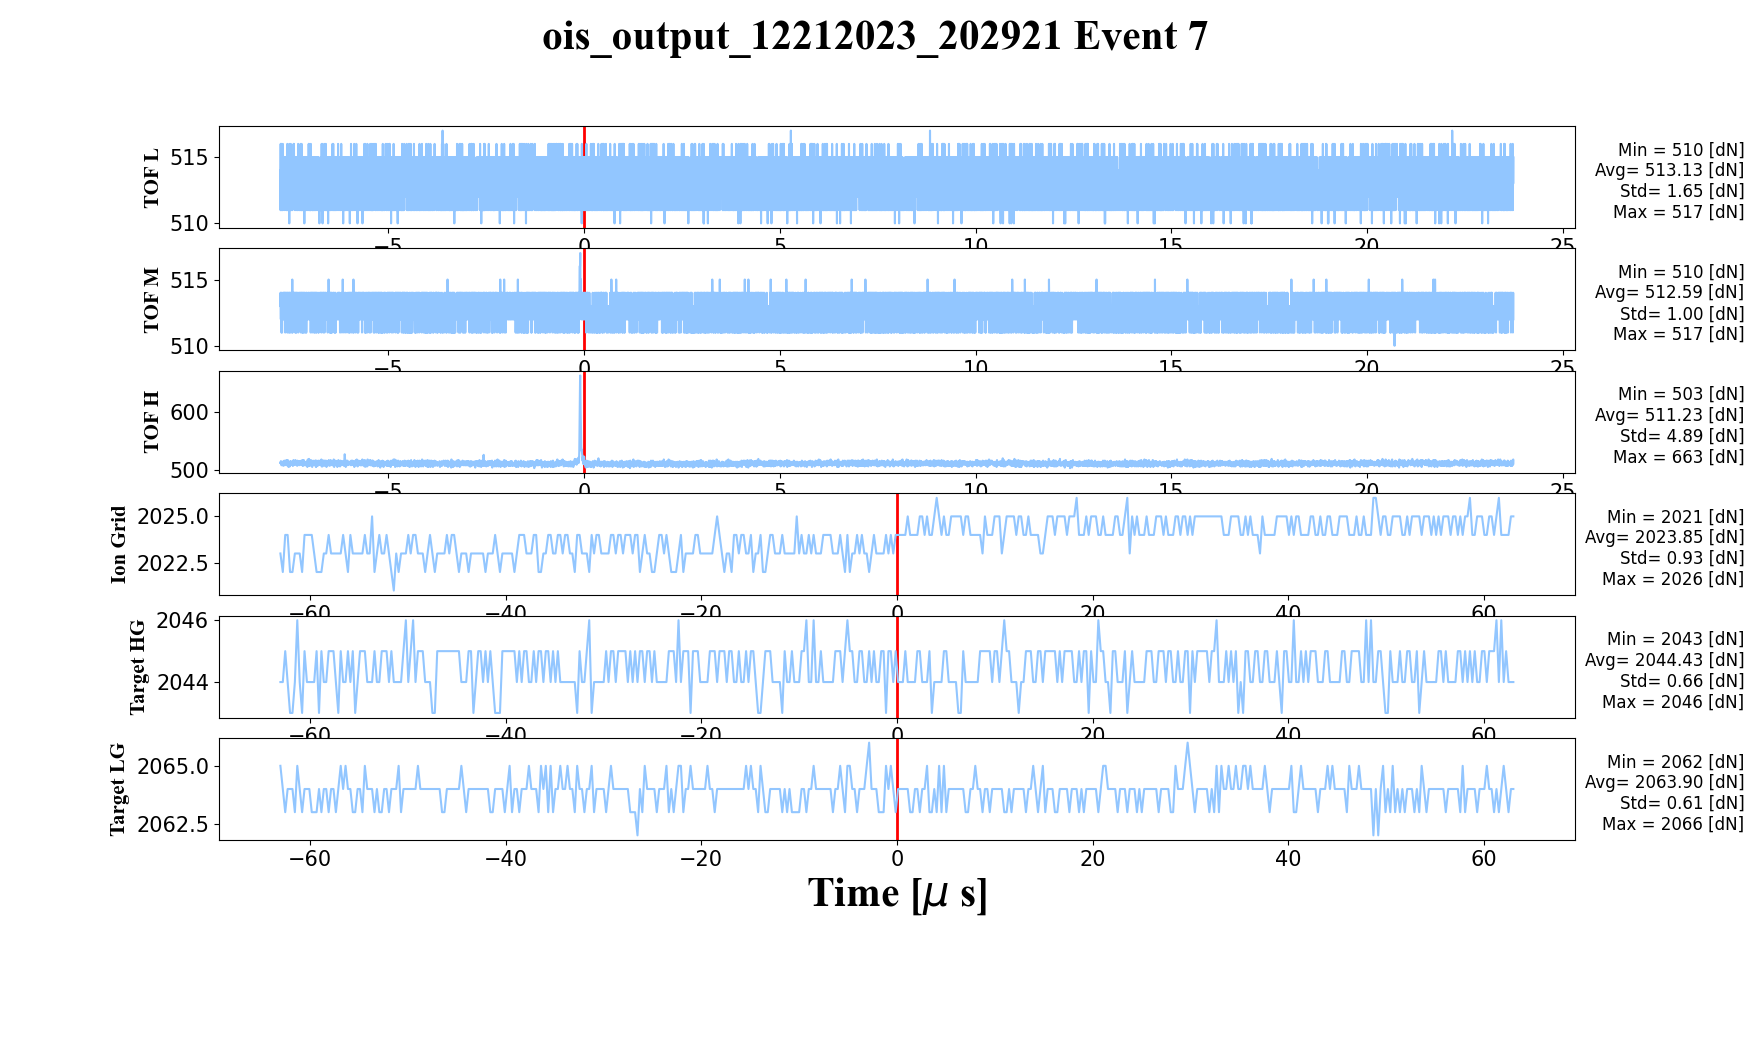 ois_output_12212023_202921 Event 7
TOF L
515
510
−5
0
5
10
15
20
25
Min = 510 [dN]
Avg= 513.13 [dN]
Std= 1.65 [dN]
Max = 517 [dN]
TOF M
515
510
−5
0
5
10
15
20
25
Min = 510 [dN]
Avg= 512.59 [dN]
Std= 1.00 [dN]
Max = 517 [dN]
TOF H
600
500
−5
0
5
10
15
20
25
Min = 503 [dN]
Avg= 511.23 [dN]
Std= 4.89 [dN]
Max = 663 [dN]
Ion Grid
2025.0
2022.5
−60
−40
−20
0
20
40
60
Min = 2021 [dN]
Avg= 2023.85 [dN]
Std= 0.93 [dN]
Max = 2026 [dN]
Target HG
2046
2044
−60
−40
−20
0
20
40
60
Min = 2043 [dN]
Avg= 2044.43 [dN]
Std= 0.66 [dN]
Max = 2046 [dN]
Target LG
2065.0
2062.5
−60
−40
−20
0
20
40
60
Min = 2062 [dN]
Avg= 2063.90 [dN]
Std= 0.61 [dN]
Max = 2066 [dN]
Time [μ s]